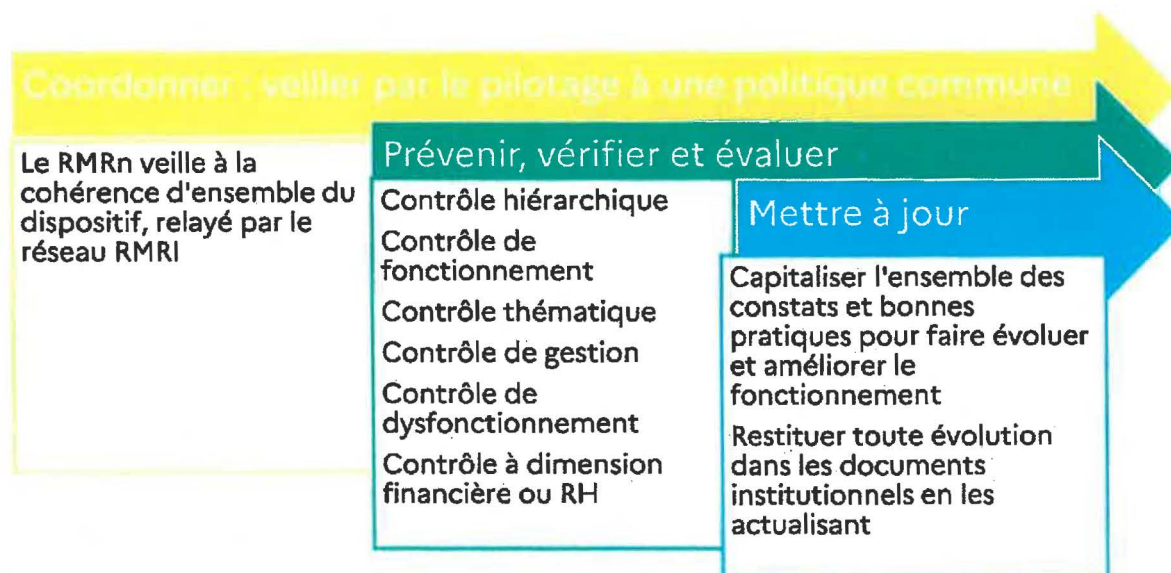 Coordonner : veiller par le pilotage à une politique commune
Le RMRn veille à la
cohérence d'ensemble du
dispositif, relayé par le
réseau RMRI
Prévenir, vérifier et évaluer
Contrôle hiérarchique
Contrôle de
fonctionnement
Contrôle thématique
Contrôle de gestion
Contrôle de
dysfonctionnement
Contrôle à dimension
financière ou RH
Mettre à jour
Capitaliser l'ensemble des
constats et bonnes
pratiques pour faire évoluer
et améliorer le
fonctionnement
Restituer toute évolution
dans les documents
institutionnels en les
actualisant